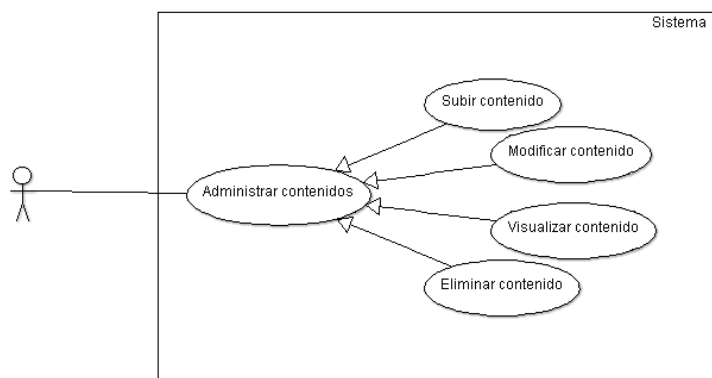 Sistema
Subir contenido
Modificar contenido
Administrar contenidos
Visualizar contenido
Eliminar contenido